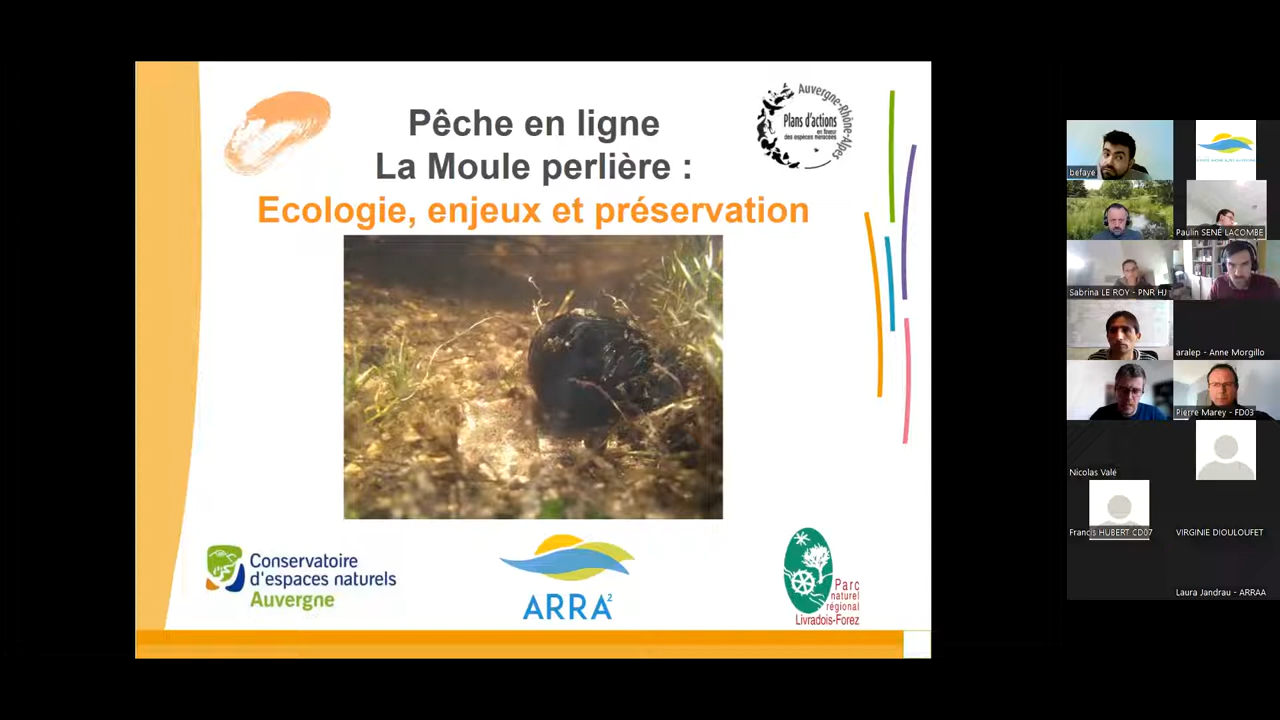 Pêche en ligne
La Moule perlière :
Ecologie, enjeux et préservation
Auvergne-Rhône-Alpes
Plans d'actions
en faveur
des espèces menacées
Conservatoire
d'espaces naturels
Auvergne
ARRA²
Parc
naturel
régional
Livradois-Forez
befaye
Paulin SENÉ LACOMBE
Sabrina LE ROY - PNR HJ
aralep - Anne Morgillo
Pierre Marey - FD03
Nicolas Valé
Francis HUBERT CD07
VIRGINIE DIOULOUFET
Laura Jandrau - ARRAA